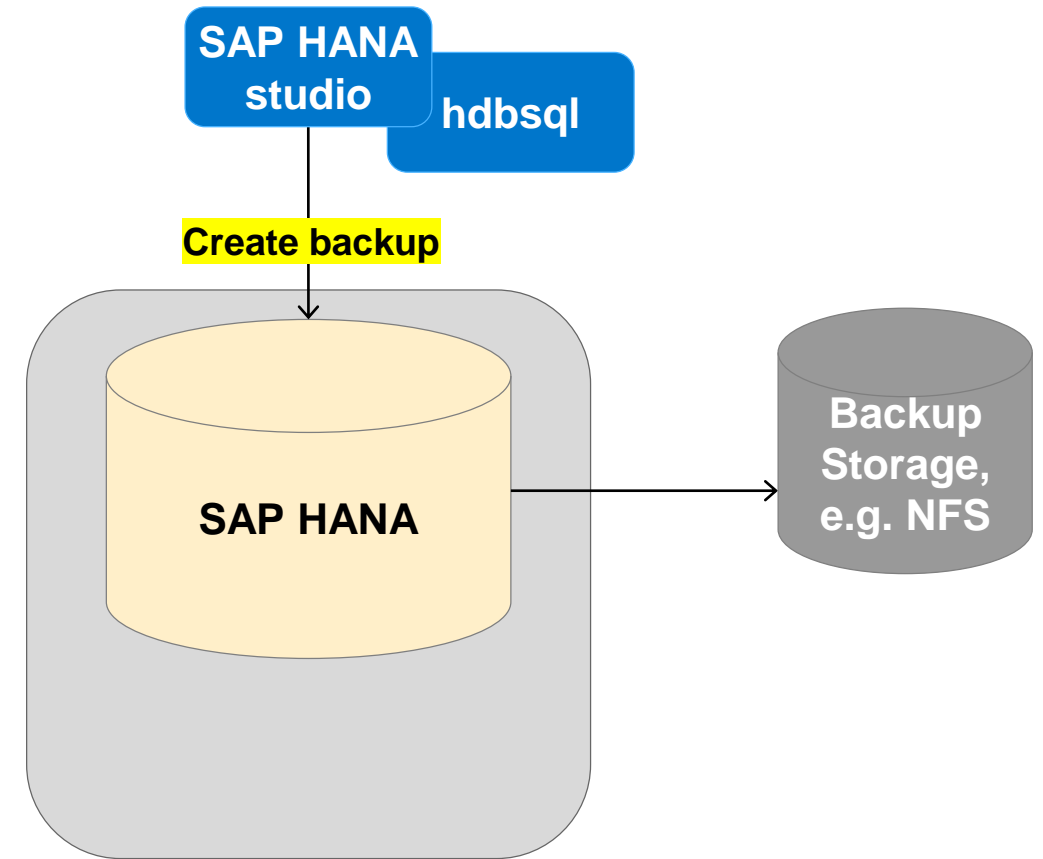 SAP HANA
studio
hdbsql
Create backup
SAP HANA
Backup
Storage,
e.g. NFS